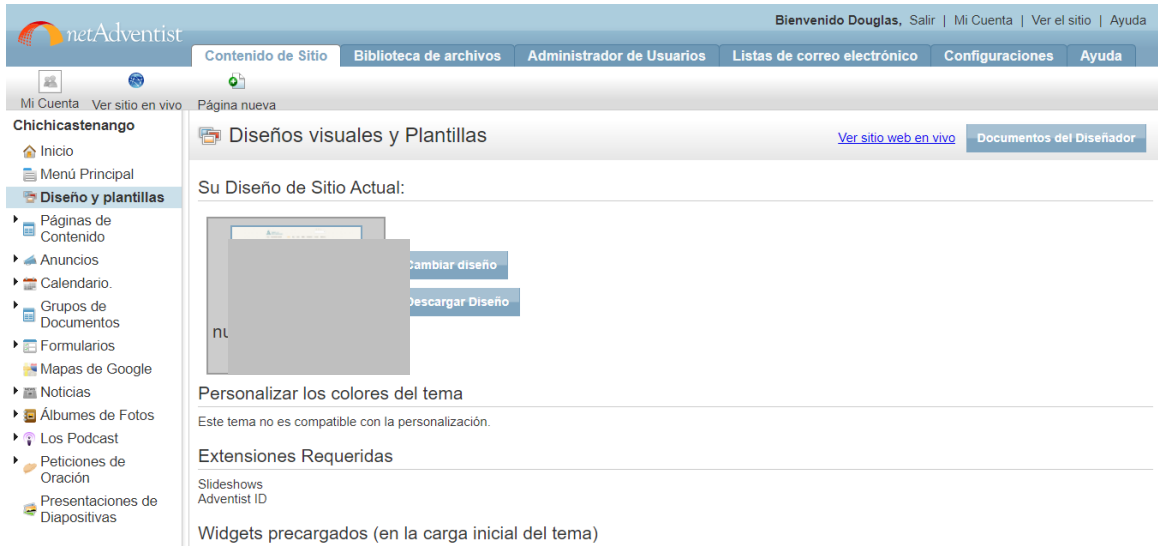 Bienvenido Douglas, Salir | Mi Cuenta | Ver el sitio | Ayuda
netAdventist
Contenido de Sitio Biblioteca de archivos Administrador de Usuarios Listas de correo electrónico Configuraciones Ayuda
Mi Cuenta Ver sitio en vivo Página nueva
Chichicastenango
Inicio
Menú Principal
Diseño y plantillas
Páginas de
Contenido
Anuncios
Calendario.
Grupos de
Documentos
Formularios
Mapas de Google
Noticias
Álbumes de Fotos
Los Podcast
Peticiones de
Oración
Presentaciones de
Diapositivas
Diseños visuales y Plantillas
Ver sitio web en vivo Documentos del Diseñador
Su Diseño de Sitio Actual:
Cambiar diseño
Descargar Diseño
Personalizar los colores del tema
Este tema no es compatible con la personalización.
Extensiones Requeridas
Slideshows
Adventist ID
Widgets precargados (en la carga inicial del tema)